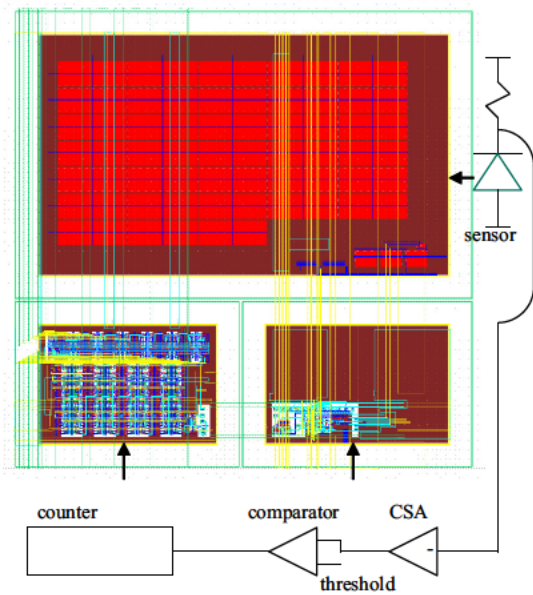 sensor
counter
comparator
CSA
-
threshold